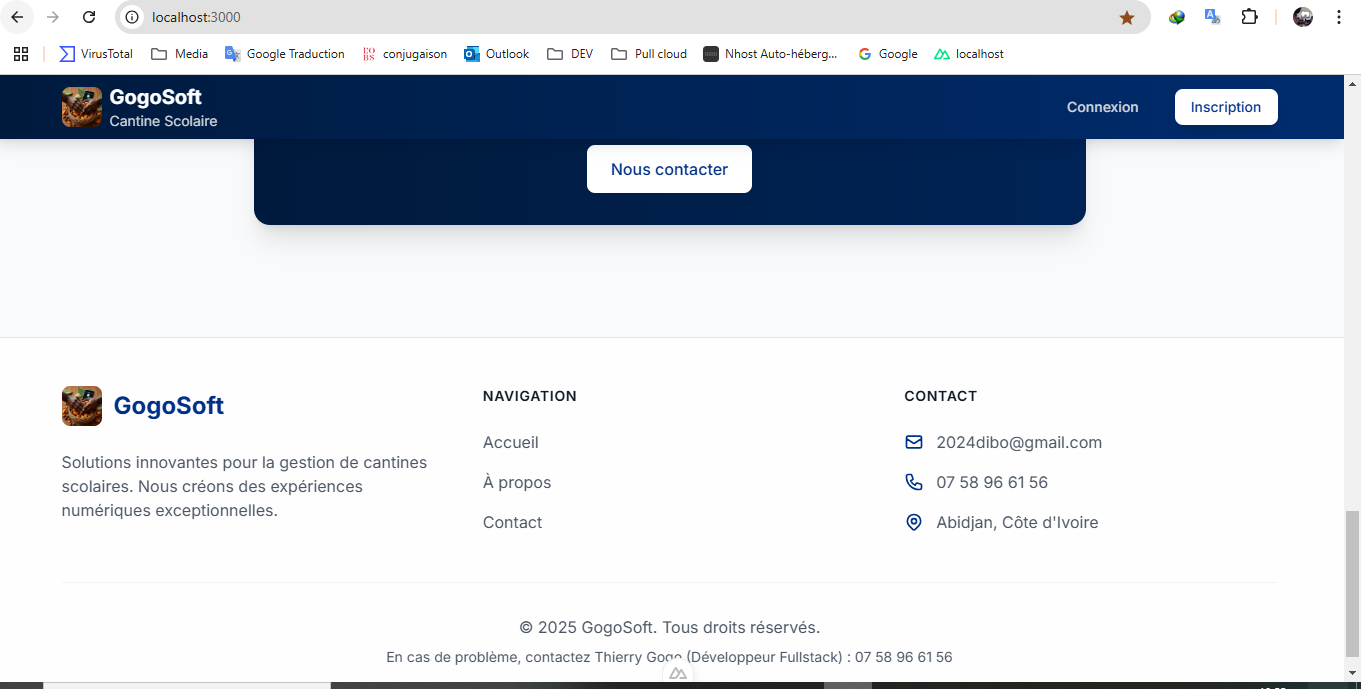 localhost:3000
VirusTotal
Media
Google Traduction
conjugaison
Outlook
DEV
Pull cloud
Nhost Auto-héberg...
Google
localhost
GogoSoft
Cantine Scolaire
Connexion
Inscription
Nous contacter
GogoSoft
Solutions innovantes pour la gestion de cantines
scolaires. Nous créons des expériences
numériques exceptionnelles.
NAVIGATION
Accueil
À propos
Contact
CONTACT
2024dibo@gmail.com
07 58 96 61 56
Abidjan, Côte d'Ivoire
© 2025 GogoSoft. Tous droits réservés.
En cas de problème, contactez Thierry Gogo (Développeur Fullstack) : 07 58 96 61 56